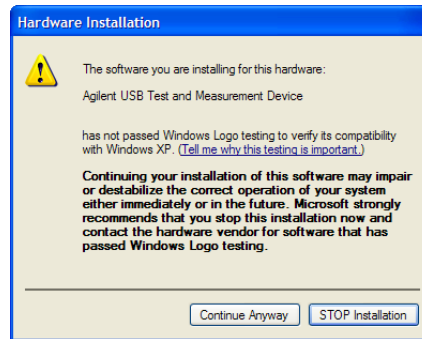 Hardware Installation
The software you are installing for this hardware:
Agilent USB Test and Measurement Device
has not passed Windows Logo testing to verify its compatibility
with Windows XP. (Tell me why this testing is important.)
Continuing your installation of this software may impair
or destabilize the correct operation of your system
either immediately or in the future. Microsoft strongly
recommends that you stop this installation now and
contact the hardware vendor for software that has
passed Windows Logo testing.
Continue Anyway
STOP Installation